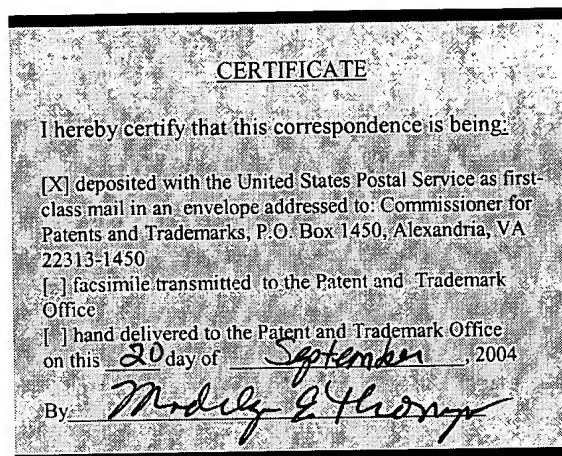 CERTIFICATE
I hereby certify that this correspondence is being:
[X] deposited with the United States Postal Service as first-
class mail in an envelope addressed to: Commissioner for
Patents and Trademarks, P.O. Box 1450, Alexandria, VA
22313-1450
[ ] facsimile transmitted to the Patent and Trademark
Office
[ ] hand delivered to the Patent and Trademark Office
on this 20 day of September, 2004
By